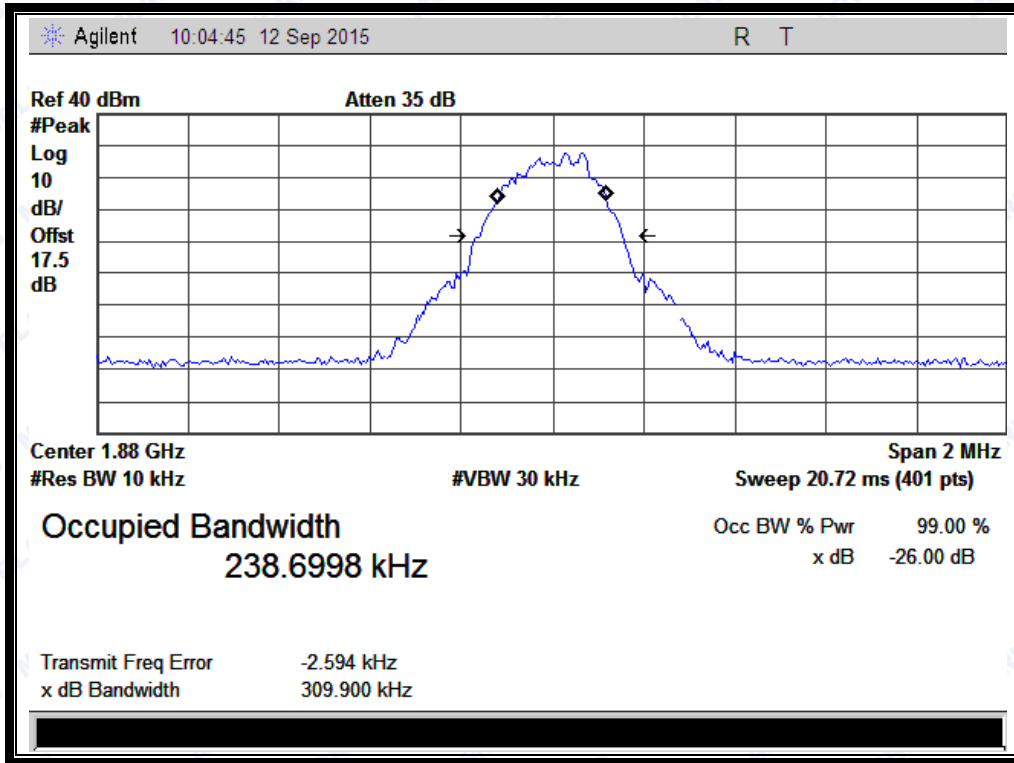 Agilent 10:04:45 12 Sep 2015 R T
Ref 40 dBm Atten 35 dB
#Peak
Log
10
dB/
Offst
17.5
dB
Center 1.88 GHz Span 2 MHz
#Res BW 10 kHz #VBW 30 kHz Sweep 20.72 ms (401 pts)
Occupied Bandwidth Occ BW % Pwr 99.00 %
238.6998 kHz x dB -26.00 dB
Transmit Freq Error -2.594 kHz
x dB Bandwidth 309.900 kHz